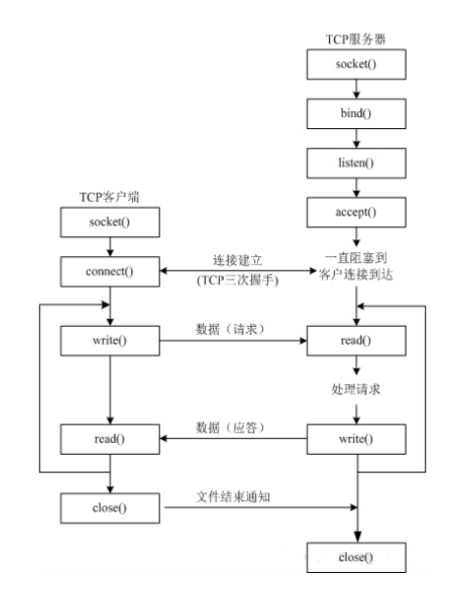 TCP服务器
socket()
bind()
listen()
accept()
TCP客户端
socket()
connect()
连接建立
(TCP三次握手)
一直阻塞到
客户连接到达
write()
数据（请求）
read()
处理请求
read()
数据（应答）
write()
close()
文件结束通知
close()